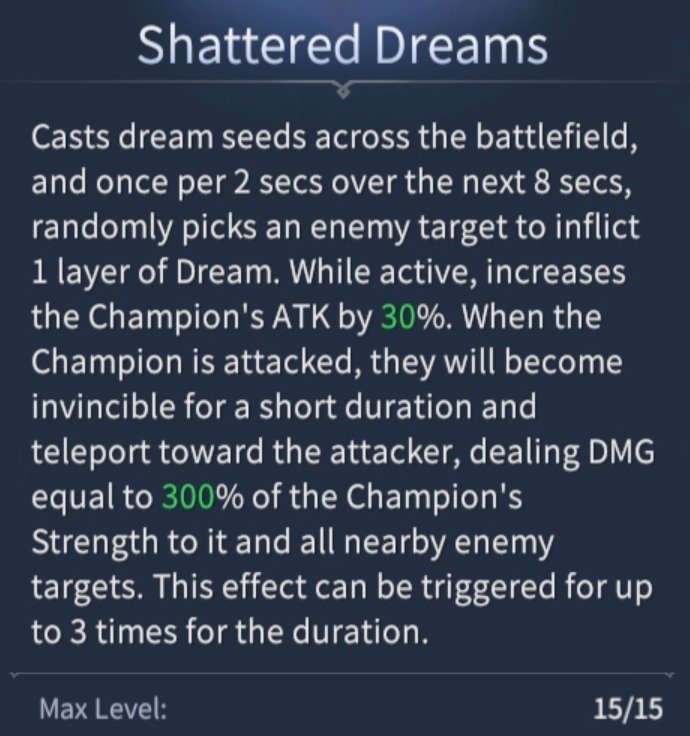 Shattered Dreams
Casts dream seeds across the battlefield,
and once per 2 secs over the next 8 secs,
randomly picks an enemy target to inflict
1 layer of Dream. While active, increases
the Champion's ATK by 30%. When the
Champion is attacked, they will become
invincible for a short duration and
teleport toward the attacker, dealing DMG
equal to 300% of the Champion's
Strength to it and all nearby enemy
targets. This effect can be triggered for up
to 3 times for the duration.
Max Level: 15/15